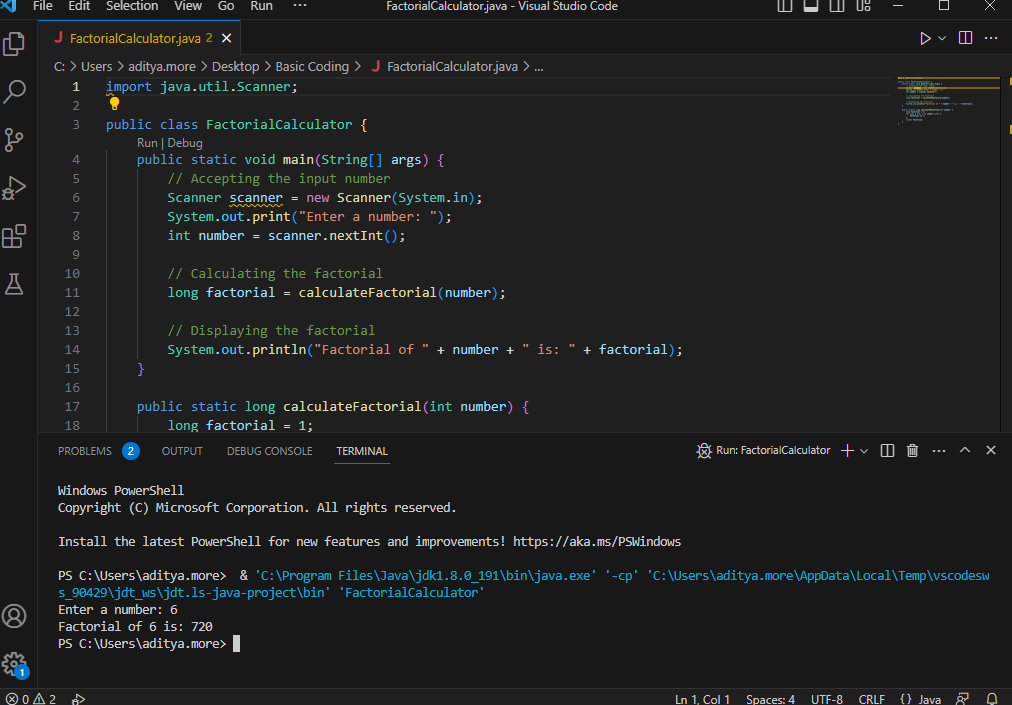 File Edit Selection View Go Run ··· FactorialCalculator.java - Visual Studio Code
J FactorialCalculator.java 2
C: > Users > aditya.more > Desktop > Basic Coding > J FactorialCalculator.java > ...
1 import java.util.Scanner;
2
3 public class FactorialCalculator {
Run | Debug
4 public static void main(String[] args) {
5 // Accepting the input number
6 Scanner scanner = new Scanner(System.in);
7 System.out.print("Enter a number: ");
8 int number = scanner.nextInt();
9
10 // Calculating the factorial
11 long factorial = calculateFactorial(number);
12
13 // Displaying the factorial
14 System.out.println("Factorial of " + number + " is: " + factorial);
15 }
16
17 public static long calculateFactorial(int number) {
18 long factorial = 1;
PROBLEMS 2 OUTPUT DEBUG CONSOLE TERMINAL Run: FactorialCalculator
Windows PowerShell
Copyright (C) Microsoft Corporation. All rights reserved.
Install the latest PowerShell for new features and improvements! https://aka.ms/PSWindows
PS C:\Users\aditya.more> & 'C:\Program Files\Java\jdk1.8.0_191\bin\java.exe' '-cp' 'C:\Users\aditya.more\AppData\Local\Temp\vscodesw
s_90429\jdt_ws\jdt.ls-java-project\bin' 'FactorialCalculator'
Enter a number: 6
Factorial of 6 is: 720
PS C:\Users\aditya.more>
1
0 2 Ln 1, Col 1 Spaces: 4 UTF-8 CRLF {} Java